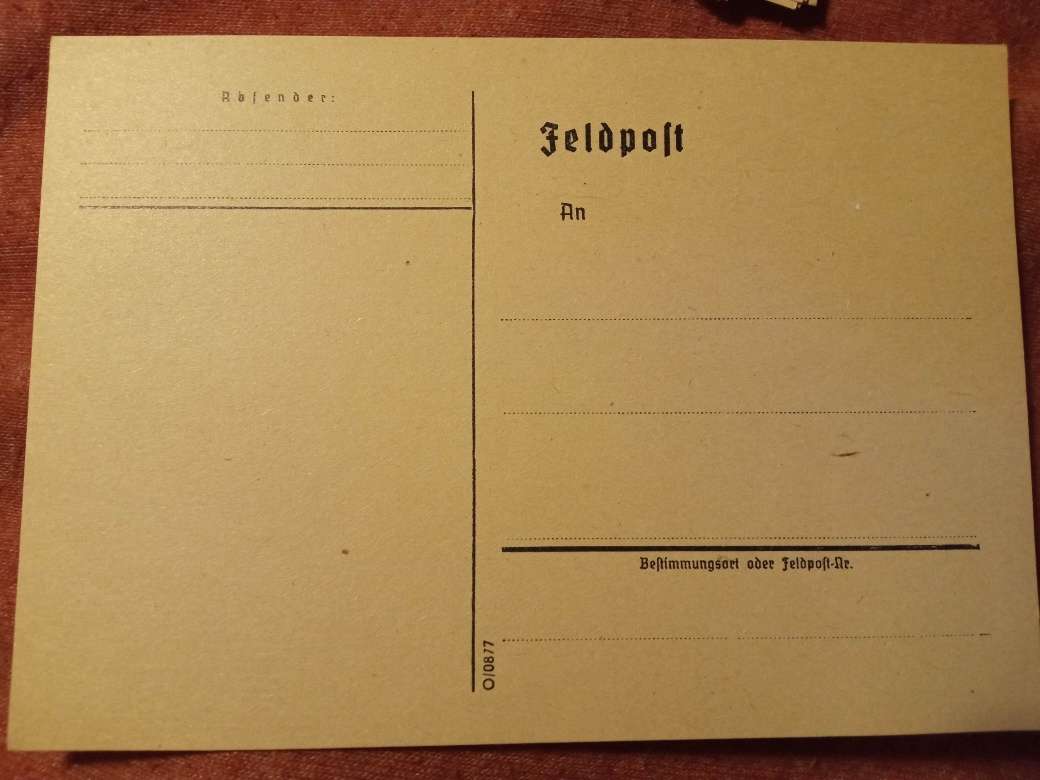 Absender:
Feldpost
An
Bestimmungsort oder Feldpost-Nr.
O/0877